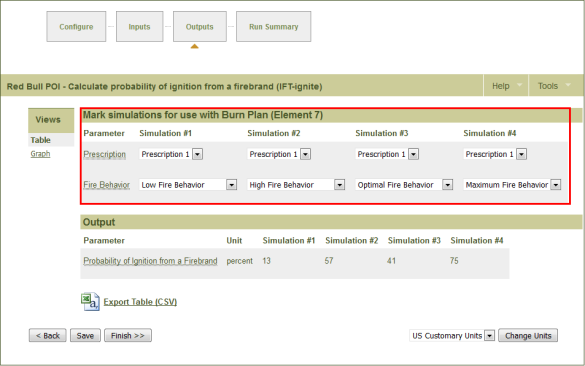 Configure Inputs Outputs Run Summary
Red Bull POI - Calculate probability of ignition from a firebrand (IFT-ignite) Help Tools
Views
Table
Graph
Mark simulations for use with Burn Plan (Element 7)
Parameter Simulation #1 Simulation #2 Simulation #3 Simulation #4
Prescription Prescription 1 Prescription 1 Prescription 1 Prescription 1
Fire Behavior Low Fire Behavior High Fire Behavior Optimal Fire Behavior Maximum Fire Behavior
Output
Parameter Unit Simulation #1 Simulation #2 Simulation #3 Simulation #4
Probability of Ignition from a Firebrand percent 13 57 41 75
Export Table (CSV)
< Back Save Finish >> US Customary Units Change Units